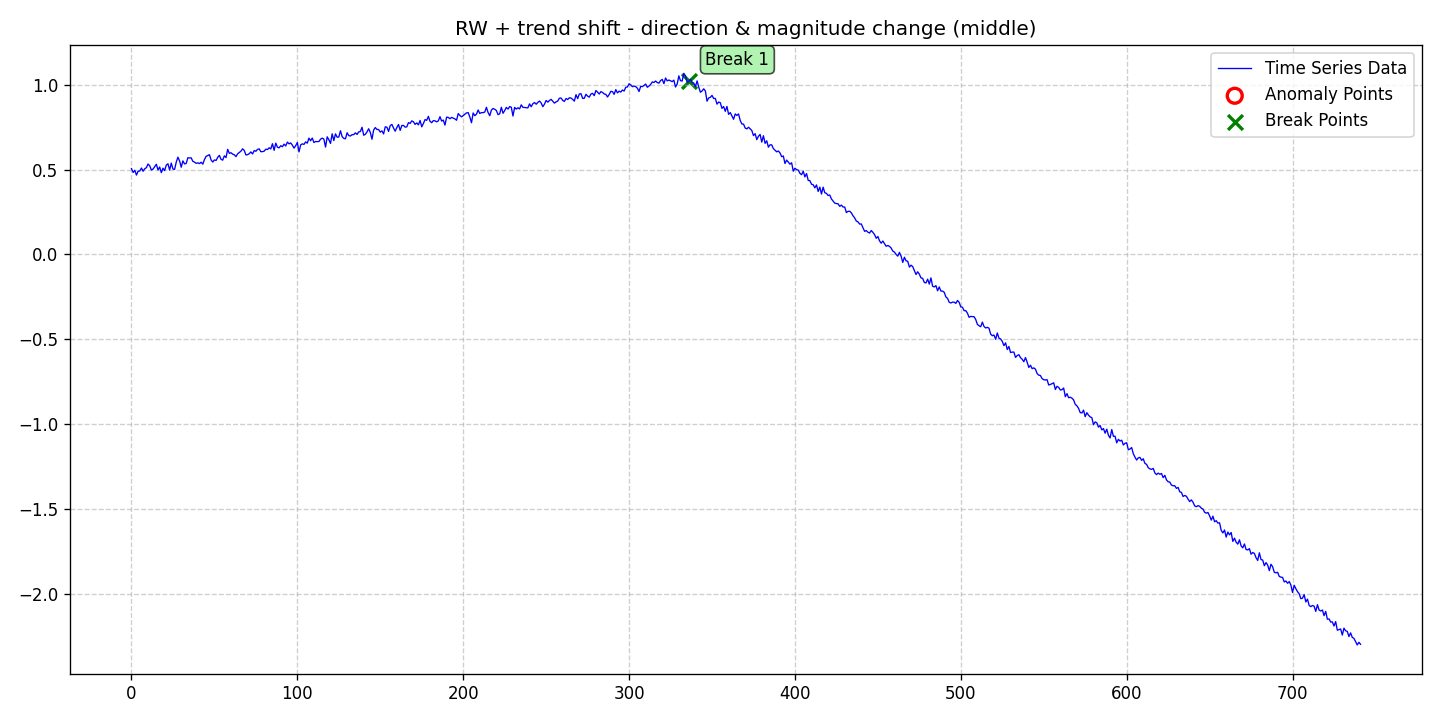 RW + trend shift - direction & magnitude change (middle)
Break 1
Time Series Data
Anomaly Points
Break Points
1.0
0.5
0.0
−0.5
−1.0
−1.5
−2.0
0 100 200 300 400 500 600 700